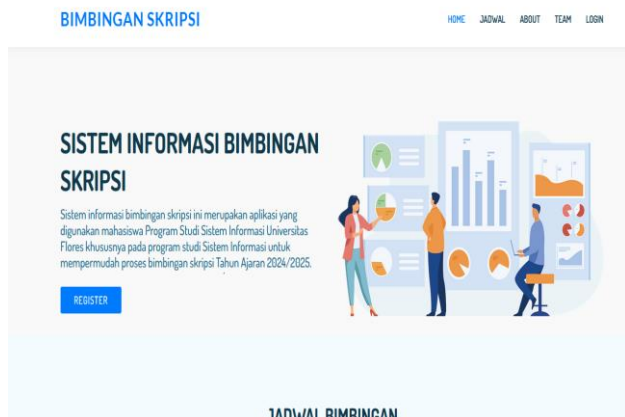 BIMBINGAN SKRIPSI
HOME JADWAL ABOUT TEAM LOGIN
SISTEM INFORMASI BIMBINGAN
SKRIPSI
Sistem informasi bimbingan skripsi ini merupakan aplikasi yang
digunakan mahasiswa Program Studi Sistem Informasi Universitas
Flores khususnya pada program studi Sistem Informasi untuk
mempermudah proses bimbingan skripsi Tahun Ajaran 2024/2025.
REGISTER
JADWAL BIMBINGAN